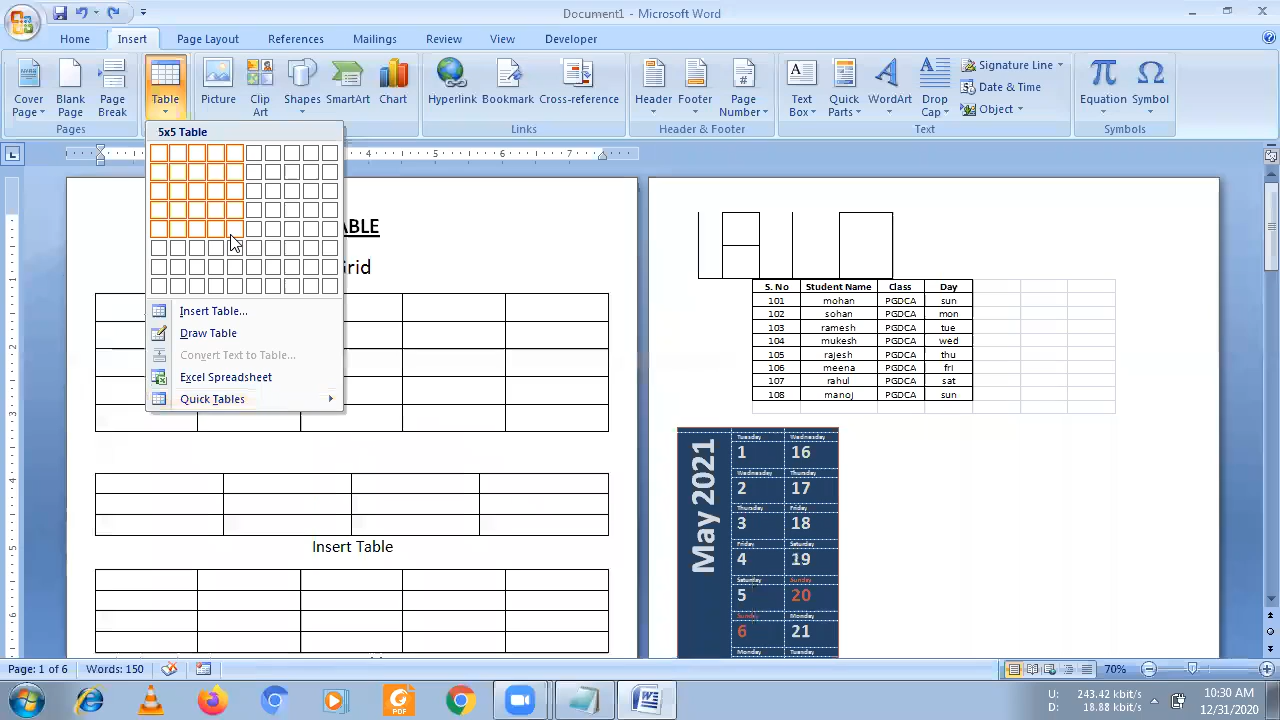 Document1 - Microsoft Word
Home Insert Page Layout References Mailings Review View Developer
Cover Page
Blank Page
Page Break
Table
Picture
Clip Art
Shapes
SmartArt
Chart
Hyperlink
Bookmark
Cross-reference
Header
Footer
Page Number
Text Box
Quick Parts
WordArt
Drop Cap
Signature Line
Date & Time
Object
Equation
Symbol
Pages
Links
Header & Footer
Text
Symbols
5x5 Table
Insert Table...
Draw Table
Convert Text to Table...
Excel Spreadsheet
Quick Tables
4 5 6 7
ABLE
Grid
Insert Table
S. No Student Name Class Day
101 mohan PGDCA sun
102 sohan PGDCA mon
103 ramesh PGDCA tue
104 mukesh PGDCA wed
105 rajesh PGDCA thu
106 meena PGDCA fri
107 rahul PGDCA sat
108 manoj PGDCA sun
May 2021
Tuesday Wednesday
1 16
Wednesday Thursday
2 17
Thursday Friday
3 18
Friday Saturday
4 19
Saturday Sunday
5 20
Sunday Monday
6 21
Monday Tuesday
70%
PDF
U: 243.42 kbit/s
D: 18.08 kbit/s
10:30 AM
12/31/2020